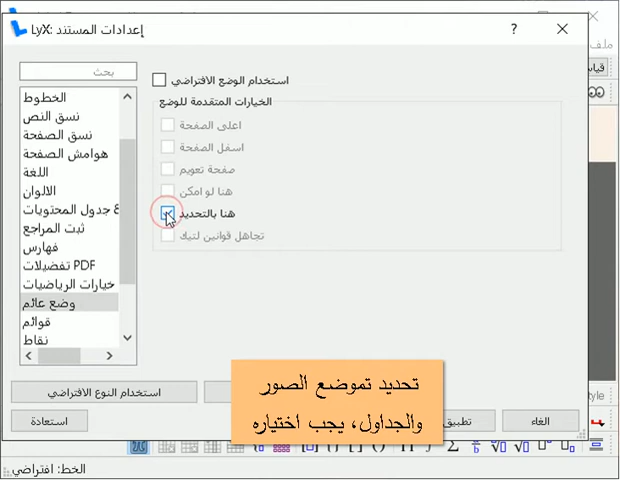 إعدادات المستند :LyX
?
ملف
بحث
الخطوط
نسق النص
نسق الصفحة
هوامش الصفحة
اللغة
الالوان
جدول المحتويات
ثبت المراجع
فهارس
تفضيلات PDF
خيارات الرياضيات
وضع عائم
قوائم
نقاط
استخدام الوضع الافتراضي
الخيارات المتقدمة للوضع
اعلى الصفحة
اسفل الصفحة
صفحة تعويم
هنا لو امكن
هنا بالتحديد
تجاهل قوانين لتيك
تحديد تموضع الصور
والجداول، يجب اختياره
استخدام النوع الافتراضي
استعادة
تطبيق
الغاء
الخط: افتراضي